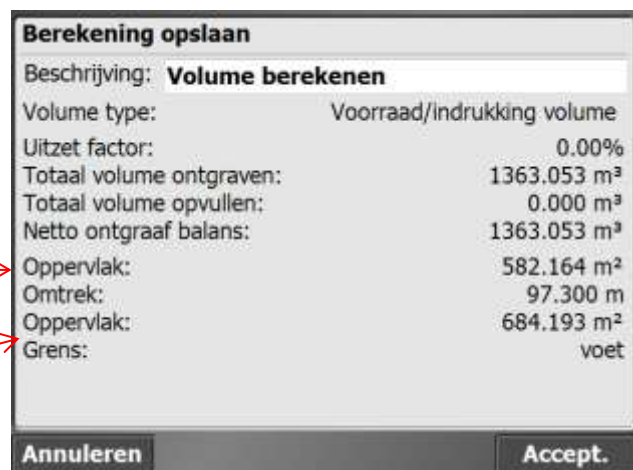 Berekening opslaan
Beschrijving: Volume berekenen
Volume type: Voorraad/indrukking volume
Uitzet factor: 0.00%
Totaal volume ontgraven: 1363.053 m³
Totaal volume opvullen: 0.000 m³
Netto ontgraaf balans: 1363.053 m³
Oppervlak: 582.164 m²
Omtrek: 97.300 m
Oppervlak: 684.193 m²
Grens: voet
Annuleren Accept.